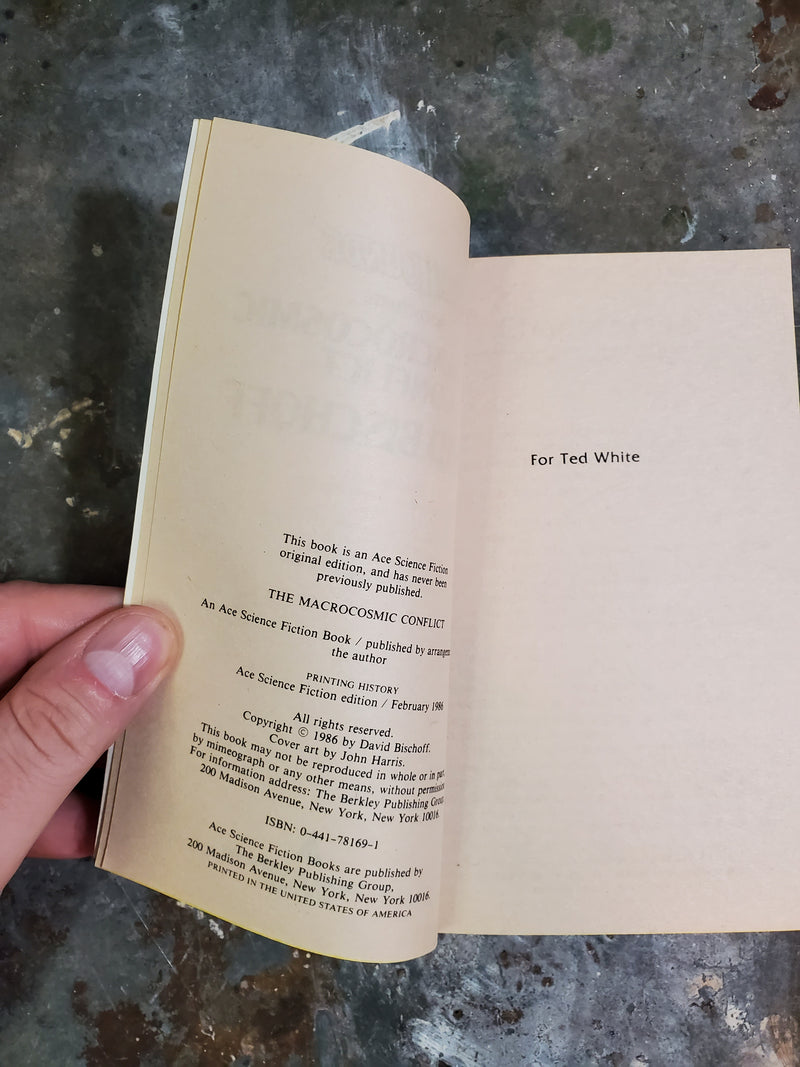 This book is an Ace Science Fiction
original edition, and has never been
previously published.
THE MACROCOSMIC CONFLICT
An Ace Science Fiction Book / published by
the author
PRINTING HISTORY
Ace Science Fiction edition / February 1986
All rights reserved.
Copyright © 1986 by David Bischoff.
Cover art by John Harris.
This book may not be reproduced in whole or in
by mimeograph or any other means, without
For information address: The Berkley Publishing Group,
200 Madison Avenue, New York, New York 10016.
ISBN: 0-441-78169-1
Ace Science Fiction Books are published by
The Berkley Publishing Group,
200 Madison Avenue, New York, New York 10016.
PRINTED IN THE UNITED STATES OF AMERICA
For Ted White